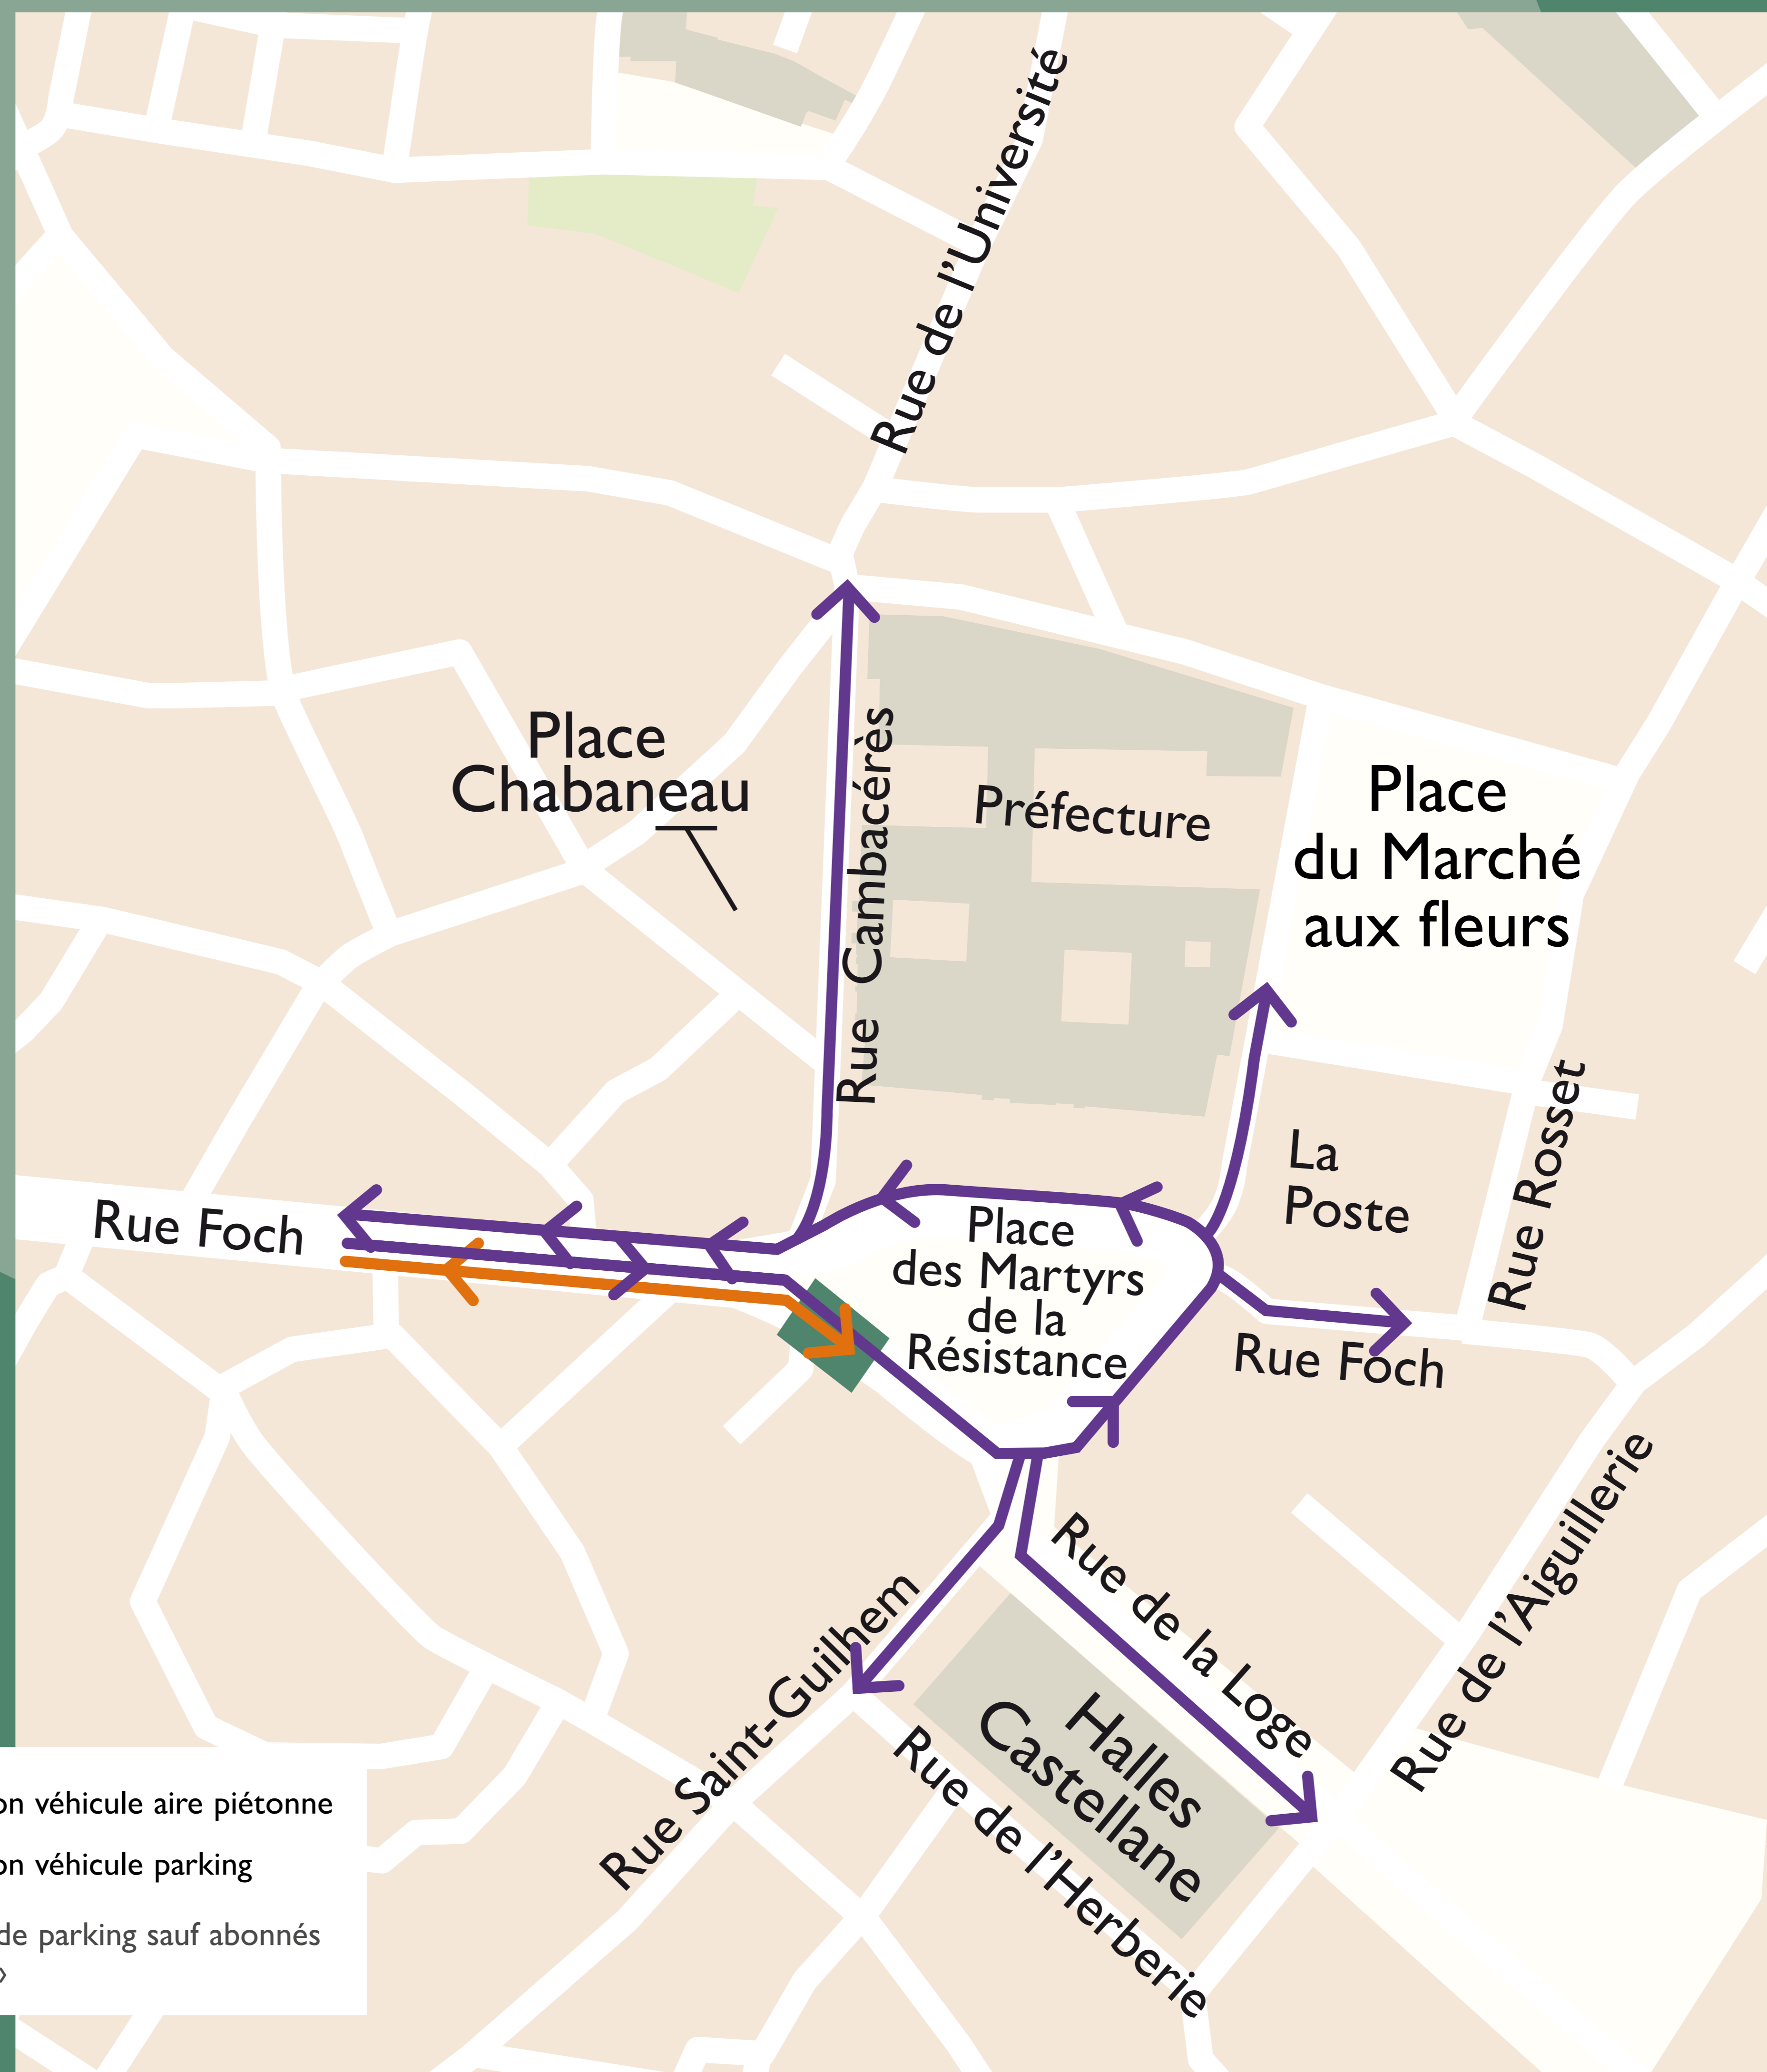 Rue de l’Université
Place
Chabaneau
Rue Cambacérès
Préfecture
Place
du Marché
aux fleurs
La
Poste
Rue Rosset
Rue Foch
Place
des Martyrs
de la
Résistance
Rue Foch
Rue de l’Aiguillerie
Rue de la Loge
Rue Saint-Guilhem
Halles
Castellane
Rue de l’Herberie
on véhicule aire piétonne
on véhicule parking
de parking sauf abonnés
»